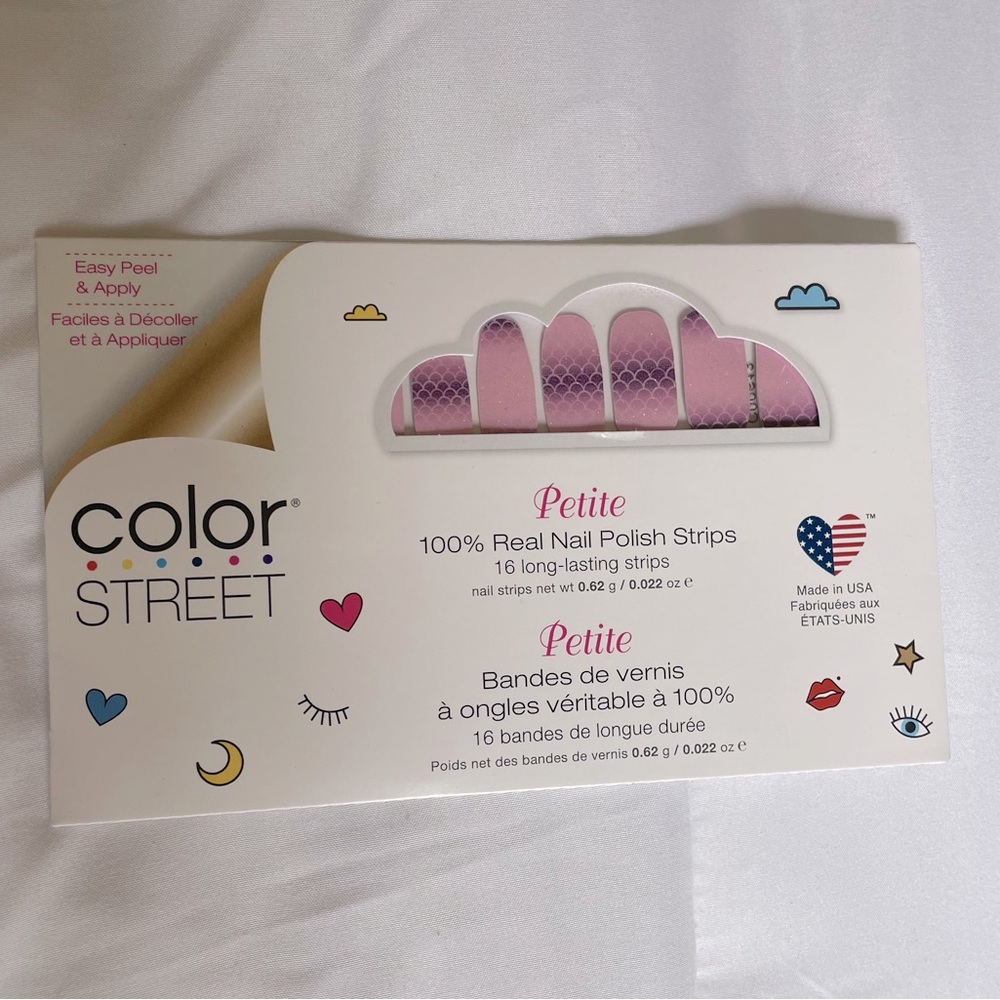 Easy Peel
& Apply
Faciles à Décoller
et à Appliquer
color®
STREET
Petite
100% Real Nail Polish Strips
16 long-lasting strips
nail strips net wt 0.62 g / 0.022 oz e
Petite
Bandes de vernis
à ongles véritable à 100%
16 bandes de longue durée
Poids net des bandes de vernis 0.62 g / 0.022 oz e
™
Made in USA
Fabriquées aux
ÉTATS-UNIS